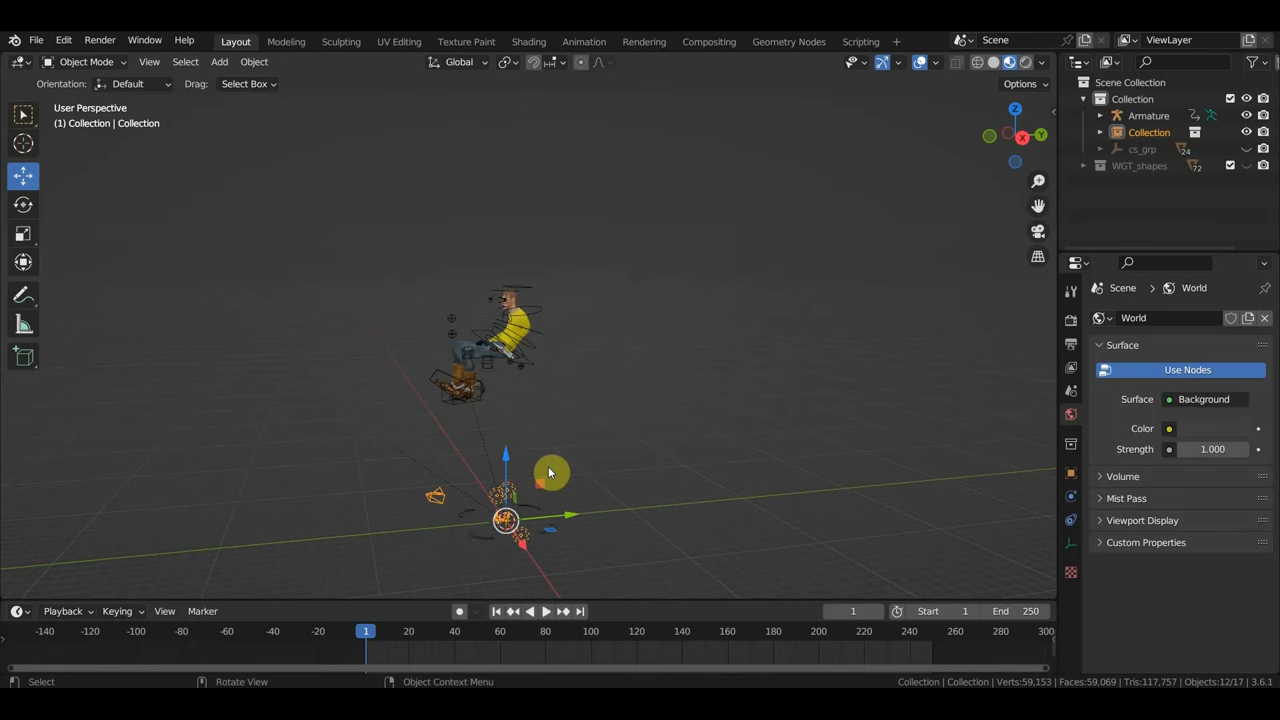 File Edit Render Window Help Layout Modeling Sculpting UV Editing Texture Paint Shading Animation Rendering Compositing Geometry Nodes Scripting + Scene ViewLayer
Object Mode View Select Add Object Global
Orientation: Default Drag: Select Box Options
User Perspective
(1) Collection | Collection
Z
Y
X
Scene Collection
Collection
Armature
Collection
cs_grp 24
WGT_shapes 72
Scene World
World
Surface
Use Nodes
Surface Background
Color
Strength 1.000
Volume
Mist Pass
Viewport Display
Custom Properties
Playback Keying View Marker 1 Start 1 End 250
-140 -120 -100 -80 -60 -40 -20 1 20 40 60 80 100 120 140 160 180 200 220 240 260 280 300
Select Rotate View Object Context Menu Collection | Collection | Verts:59,153 | Faces:59,069 | Tris:117,757 | Objects:12/17 | 3.6.1